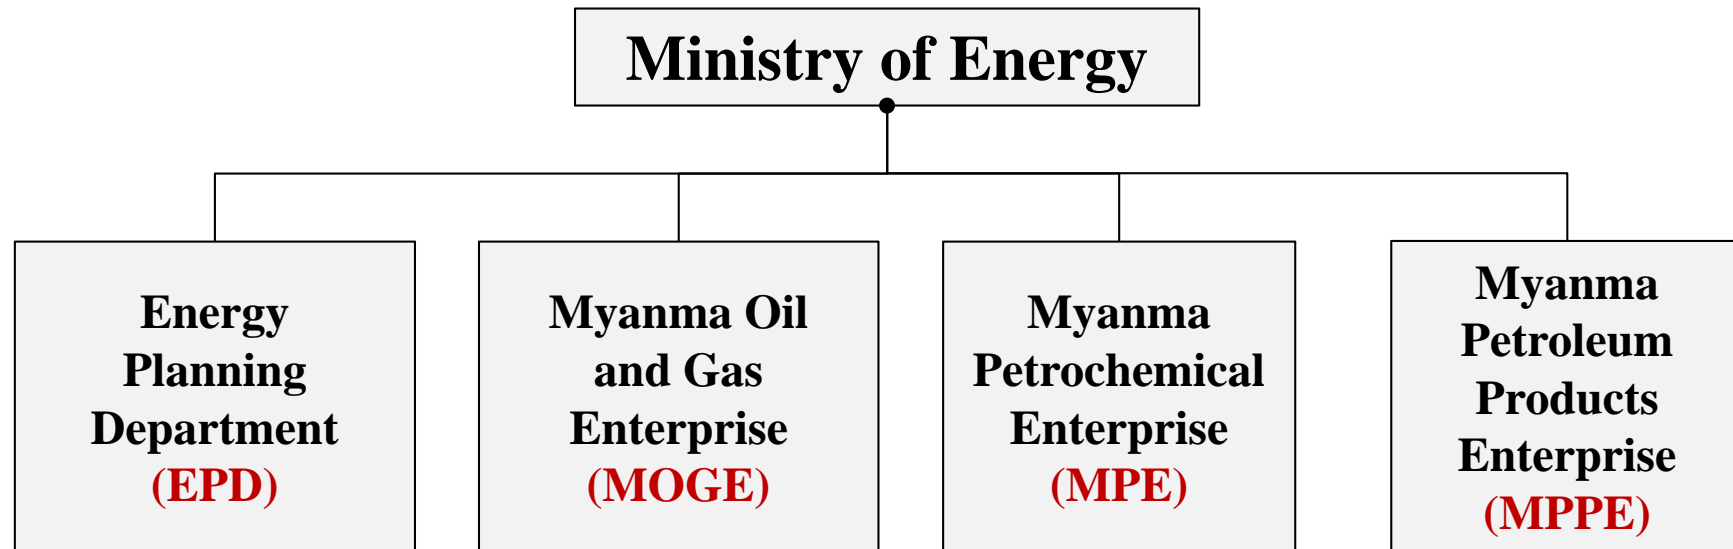 Ministry of Energy
Energy
Planning
Department
(EPD)
Myanma Oil
and Gas
Enterprise
(MOGE)
Myanma
Petrochemical
Enterprise
(MPE)
Myanma
Petroleum
Products
Enterprise
(MPPE)